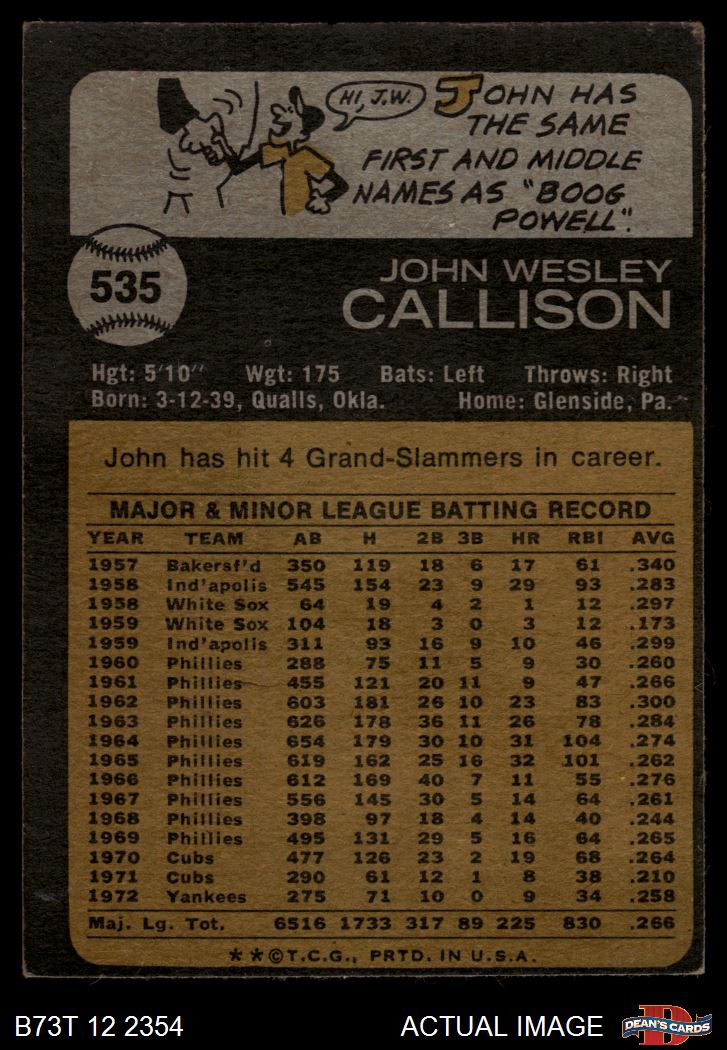 HI, J.W.
JOHN HAS
THE SAME
FIRST AND MIDDLE
NAMES AS "BOOG
POWELL".
535
JOHN WESLEY
CALLISON
Hgt: 5'10" Wgt: 175 Bats: Left Throws: Right
Born: 3-12-39, Qualls, Okla. Home: Glenside, Pa.
John has hit 4 Grand-Slammers in career.
MAJOR & MINOR LEAGUE BATTING RECORD
YEAR TEAM AB H 2B 3B HR RBI AVG
1957 Bakersf'd 350 119 18 6 17 61 .340
1958 Ind'apolis 545 154 23 9 29 93 .283
1958 White Sox 64 19 4 2 1 12 .297
1959 White Sox 104 18 3 0 3 12 .173
1959 Ind'apolis 311 93 16 9 10 46 .299
1960 Phillies 288 75 11 5 9 30 .260
1961 Phillies 455 121 20 11 9 47 .266
1962 Phillies 603 181 26 10 23 83 .300
1963 Phillies 626 178 36 11 26 78 .284
1964 Phillies 654 179 30 10 31 104 .274
1965 Phillies 619 162 25 16 32 101 .262
1966 Phillies 612 169 40 7 11 55 .276
1967 Phillies 556 145 30 5 14 64 .261
1968 Phillies 398 97 18 4 14 40 .244
1969 Phillies 495 131 29 5 16 64 .265
1970 Cubs 477 126 23 2 19 68 .264
1971 Cubs 290 61 12 1 8 38 .210
1972 Yankees 275 71 10 0 9 34 .258
Maj. Lg. Tot. 6516 1733 317 89 225 830 .266
**©T.C.G., PRTD. IN U.S.A.
B73T 12 2354 ACTUAL IMAGE
D
DEAN'S CARDS